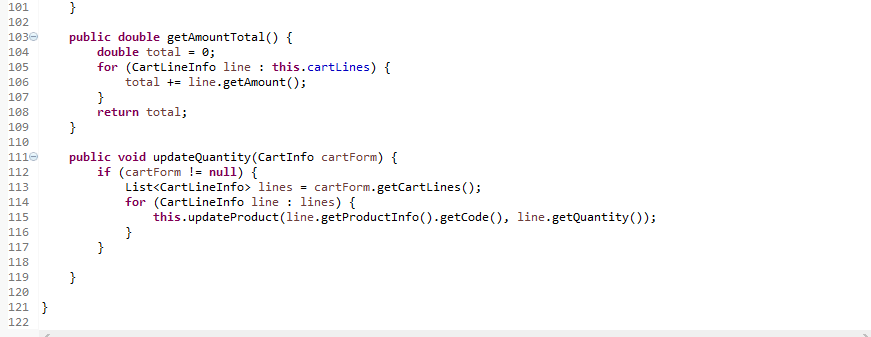 101     }
102
103     public double getAmountTotal() {
104         double total = 0;
105         for (CartLineInfo line : this.cartLines) {
106             total += line.getAmount();
107         }
108         return total;
109     }
110
111     public void updateQuantity(CartInfo cartForm) {
112         if (cartForm != null) {
113             List<CartLineInfo> lines = cartForm.getCartLines();
114             for (CartLineInfo line : lines) {
115                 this.updateProduct(line.getProductInfo().getCode(), line.getQuantity());
116             }
117         }
118
119     }
120
121 }
122